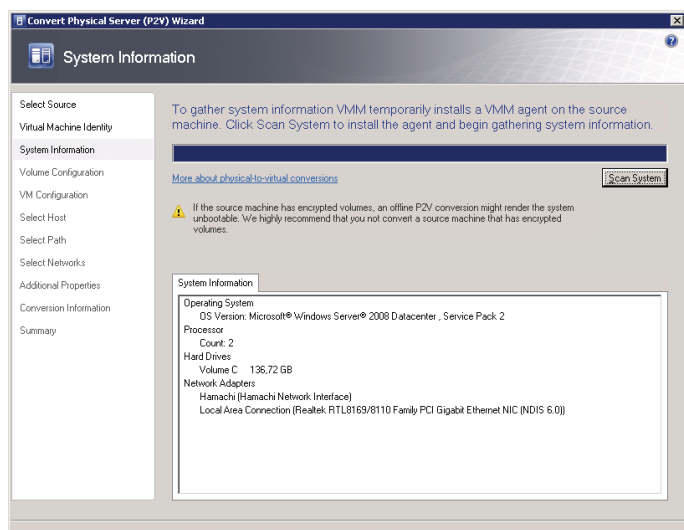 Convert Physical Server (P2V) Wizard
System Information
Select Source
Virtual Machine Identity
System Information
Volume Configuration
VM Configuration
Select Host
Select Path
Select Networks
Additional Properties
Conversion Information
Summary
To gather system information VMM temporarily installs a VMM agent on the source
machine. Click Scan System to install the agent and begin gathering system information.
More about physical-to-virtual conversions
Scan System
If the source machine has encrypted volumes, an offline P2V conversion might render the system
unbootable. We highly recommend that you not convert a source machine that has encrypted
volumes.
System Information
Operating System
OS Version: Microsoft® Windows Server® 2008 Datacenter , Service Pack 2
Processor
Count: 2
Hard Drives
Volume C 136,72 GB
Network Adapters
Hamachi (Hamachi Network Interface)
Local Area Connection (Realtek RTL8169/8110 Family PCI Gigabit Ethernet NIC (NDIS 6.0))